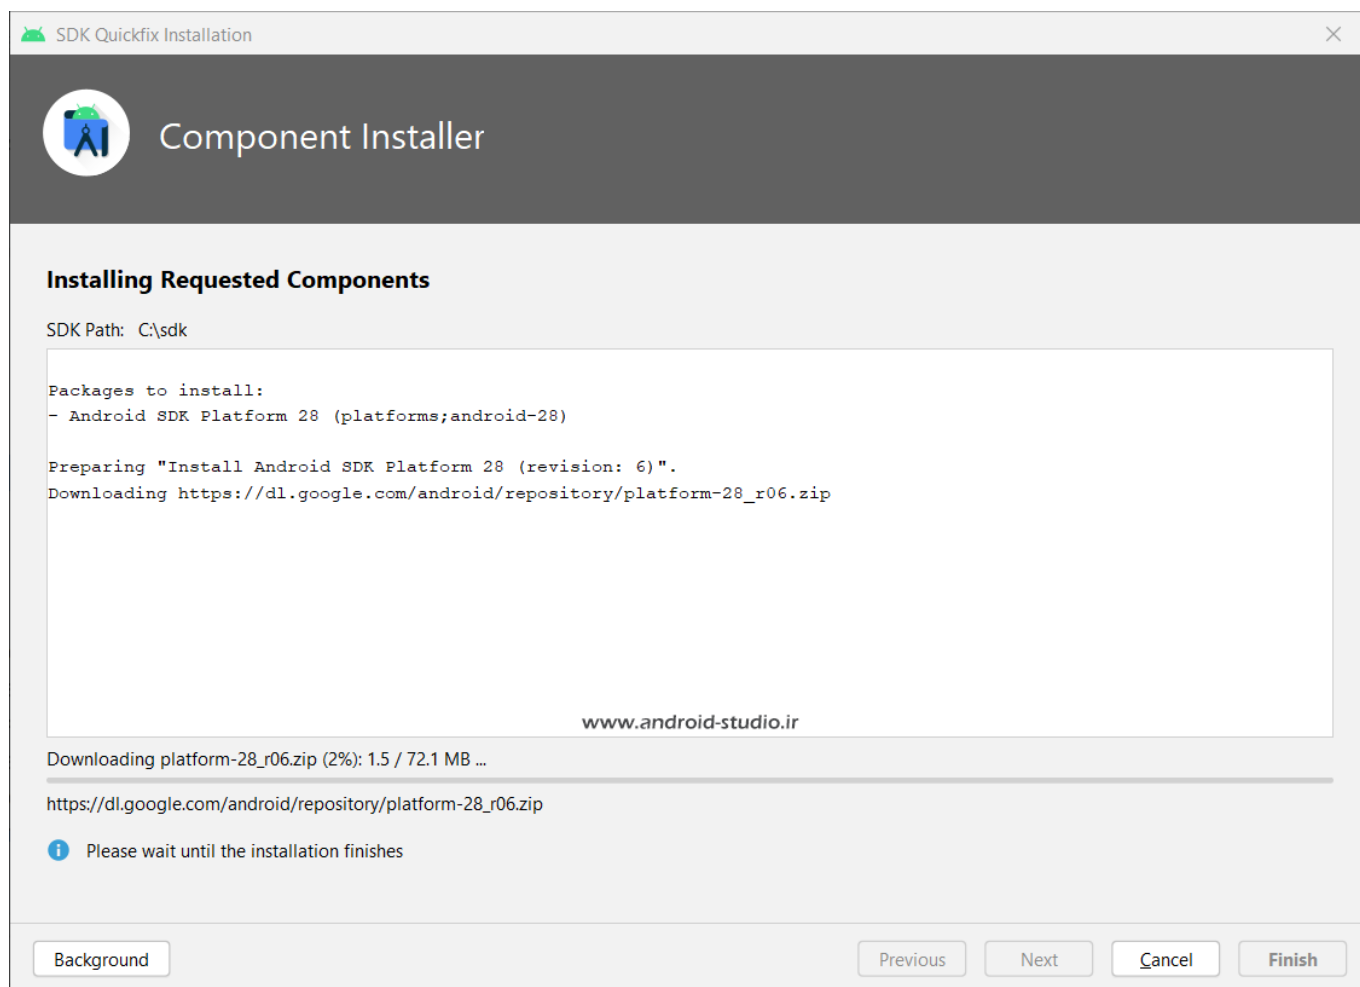 SDK Quickfix Installation
Component Installer
Installing Requested Components
SDK Path: C:\sdk
Packages to install:
- Android SDK Platform 28 (platforms;android-28)
Preparing "Install Android SDK Platform 28 (revision: 6)".
Downloading https://dl.google.com/android/repository/platform-28_r06.zip
www.android-studio.ir
Downloading platform-28_r06.zip (2%): 1.5 / 72.1 MB ...
https://dl.google.com/android/repository/platform-28_r06.zip
Please wait until the installation finishes
Background Previous Next Cancel Finish